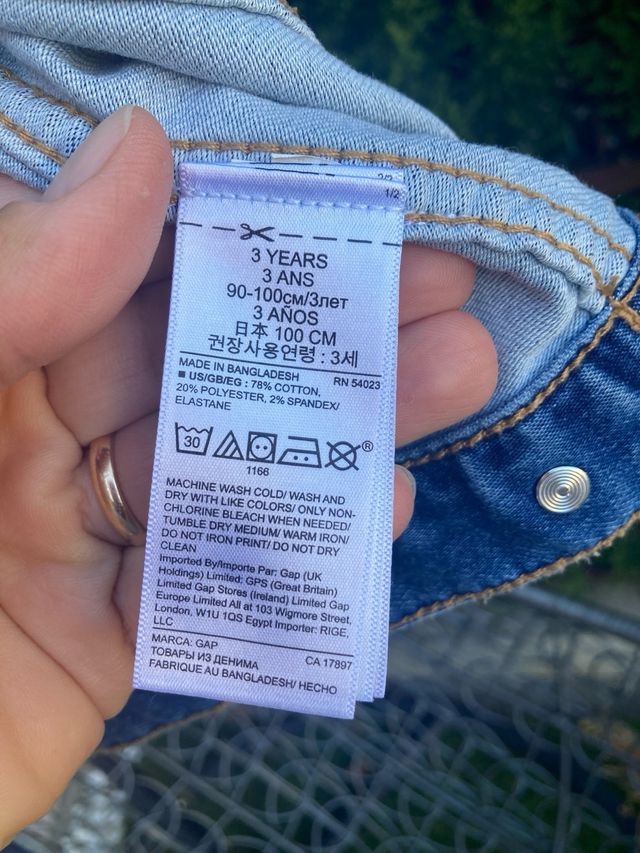 2/2
1/2
3 YEARS
3 ANS
90-100см/3лет
3 AÑOS
日本 100 CM
권장사용연령 : 3세
MADE IN BANGLADESH RN 54023
■ US/GB/EG : 78% COTTON,
20% POLYESTER, 2% SPANDEX/
ELASTANE
30 ®
1166
MACHINE WASH COLD/ WASH AND
DRY WITH LIKE COLORS/ ONLY NON-
CHLORINE BLEACH WHEN NEEDED/
TUMBLE DRY MEDIUM/ WARM IRON/
DO NOT IRON PRINT/ DO NOT DRY
CLEAN
Imported By/Importe Par: Gap (UK
Holdings) Limited; GPS (Great Britain)
Limited Gap Stores (Ireland) Limited Gap
Europe Limited All at 103 Wigmore Street,
London, W1U 1QS Egypt Importer: RIGE,
LLC
MARCA: GAP
ТОВАРЫ ИЗ ДЕНИМА CA 17897
FABRIQUE AU BANGLADESH/ HECHO